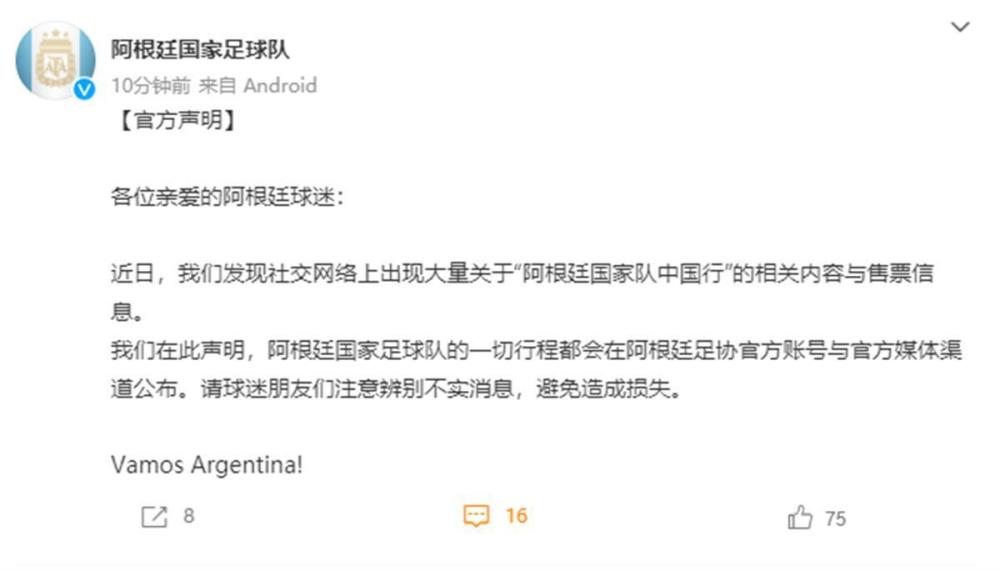 阿根廷国家足球队
10分钟前 来自 Android
【官方声明】
各位亲爱的阿根廷球迷：
近日，我们发现社交网络上出现大量关于“阿根廷国家队中国行”的相关内容与售票信
息。
我们在此声明，阿根廷国家足球队的一切行程都会在阿根廷足协官方账号与官方媒体渠
道公布。请球迷朋友们注意辨别不实消息，避免造成损失。
Vamos Argentina!
8 16 75